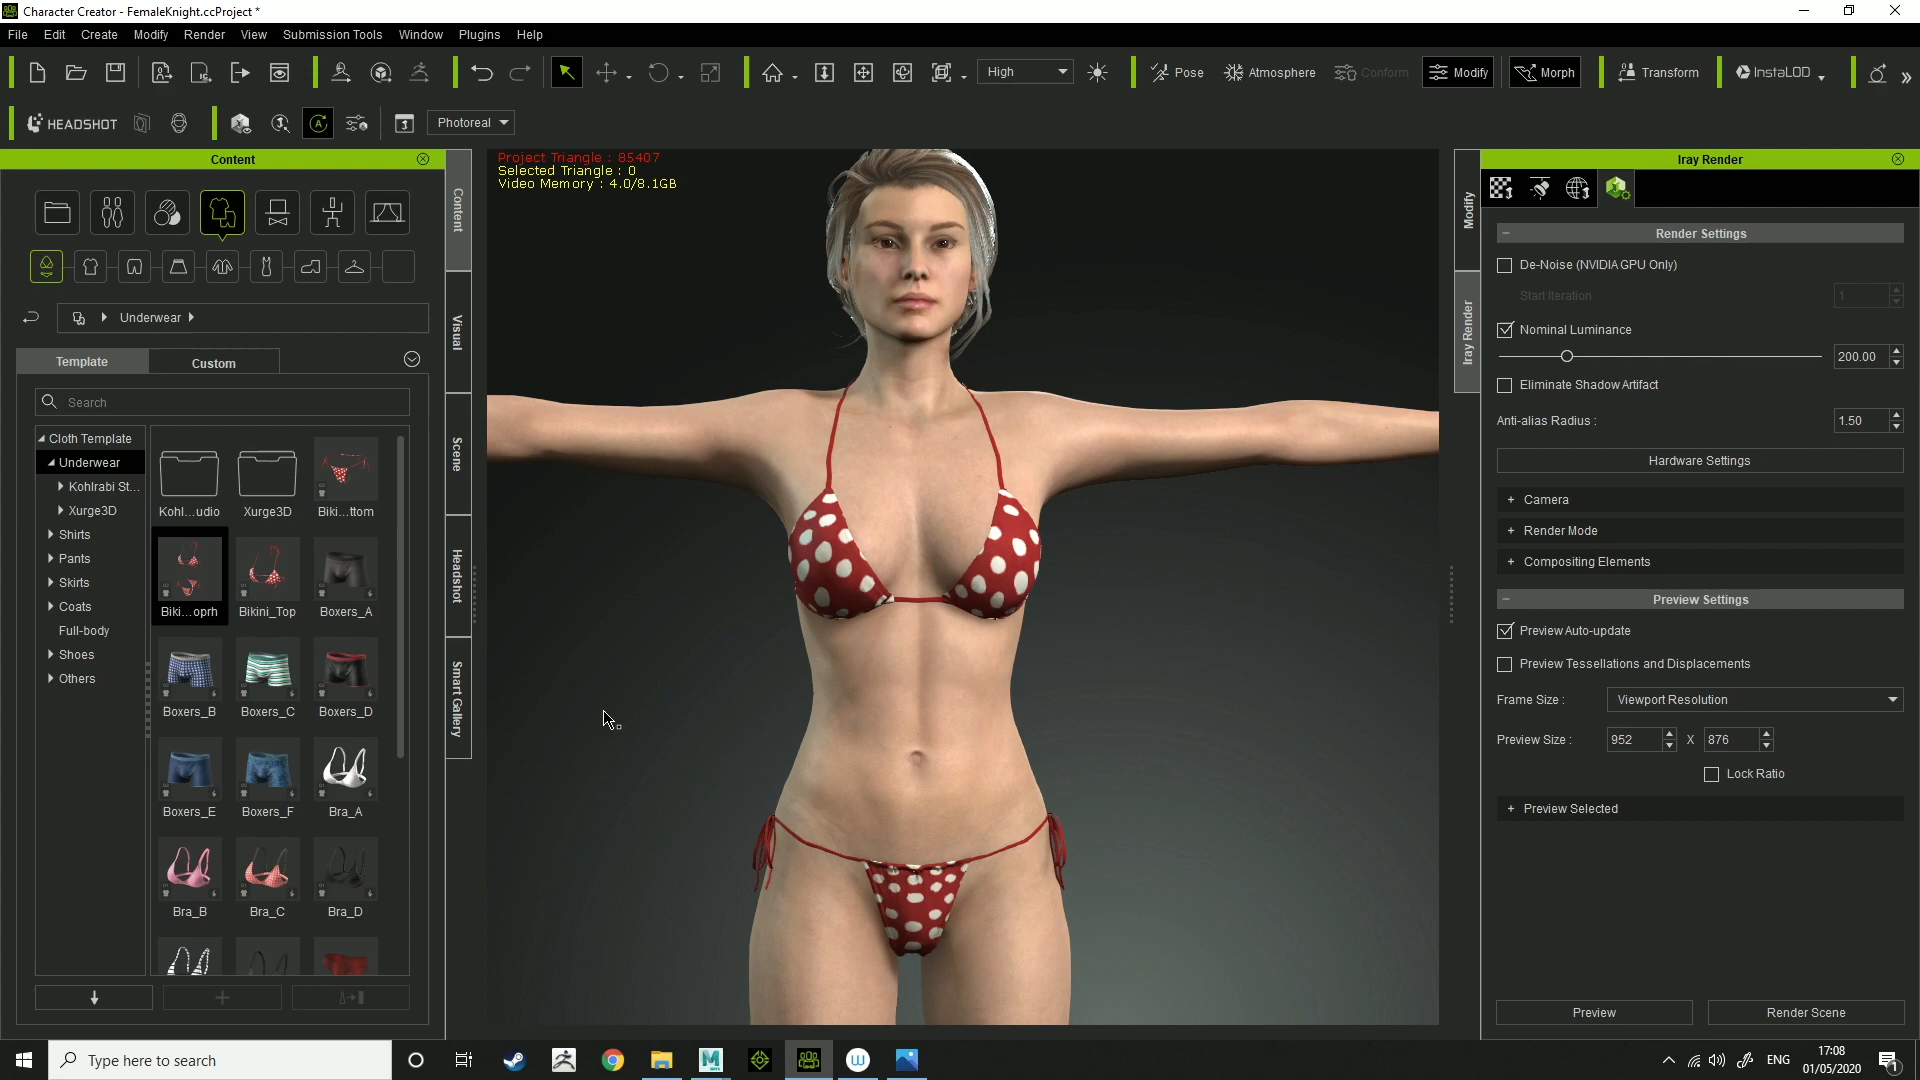 Character Creator - FemaleKnight.ccProject *
File Edit Create Modify Render View Submission Tools Window Plugins Help
High Pose Atmosphere Conform Modify Morph Transform InstaLOD
HEADSHOT Photoreal
Content
Iray Render
Project Triangle : 85407
Selected Triangle : 0
Video Memory : 4.0/8.1GB
Content
Visual
Scene
Headshot
Smart Gallery
Modify
Iray Render
Underwear
Template Custom
Search
Cloth Template
Underwear
Kohlrabi St...
Xurge3D
Shirts
Pants
Skirts
Coats
Full-body
Shoes
Others
Kohl...udio Xurge3D Biki...ttom
Biki...oprh Bikini_Top Boxers_A
Boxers_B Boxers_C Boxers_D
Boxers_E Boxers_F Bra_A
Bra_B Bra_C Bra_D
Render Settings
De-Noise (NVIDIA GPU Only)
Start Iteration 1
Nominal Luminance
200.00
Eliminate Shadow Artifact
Anti-alias Radius : 1.50
Hardware Settings
+ Camera
+ Render Mode
+ Compositing Elements
Preview Settings
Preview Auto-update
Preview Tessellations and Displacements
Frame Size : Viewport Resolution
Preview Size : 952 X 876
Lock Ratio
+ Preview Selected
Preview Render Scene
Type here to search
ENG
17:08
01/05/2020
1